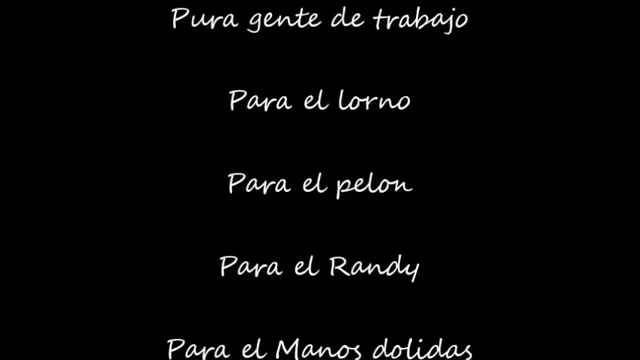 Pura gente de trabajo
Para el lorno
Para el pelon
Para el Randy
Para el Manos dolidas